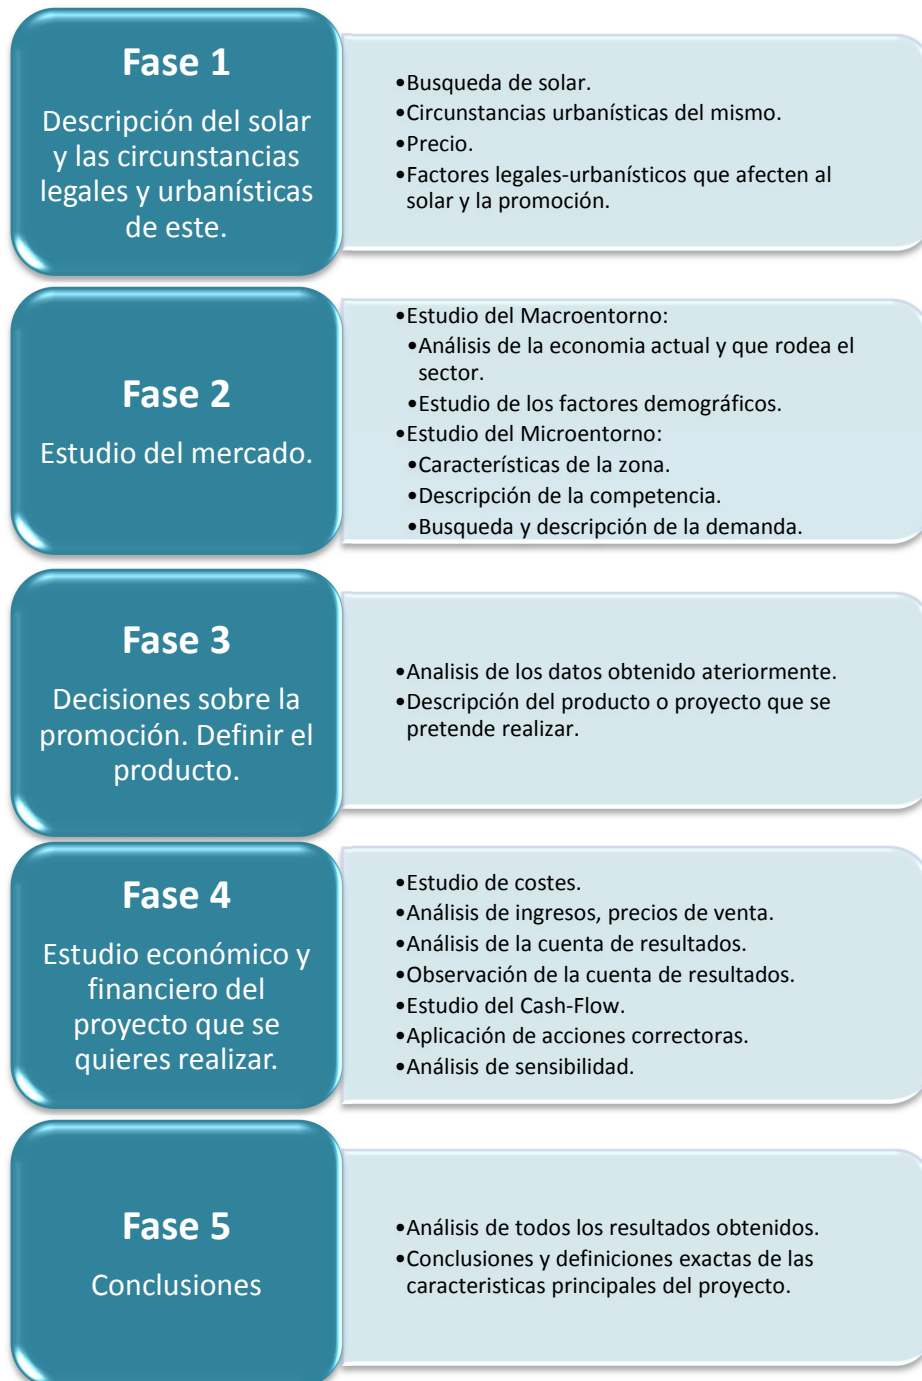 Fase 1
Descripción del solar
y las circunstancias
legales y urbanísticas
de este.
•Busqueda de solar.
•Circunstancias urbanísticas del mismo.
•Precio.
•Factores legales-urbanísticos que afecten al
solar y la promoción.
Fase 2
Estudio del mercado.
•Estudio del Macroentorno:
•Análisis de la economia actual y que rodea el
sector.
•Estudio de los factores demográficos.
•Estudio del Microentorno:
•Características de la zona.
•Descripción de la competencia.
•Busqueda y descripción de la demanda.
Fase 3
Decisiones sobre la
promoción. Definir el
producto.
•Analisis de los datos obtenido ateriormente.
•Descripción del producto o proyecto que se
pretende realizar.
Fase 4
Estudio económico y
financiero del
proyecto que se
quieres realizar.
•Estudio de costes.
•Análisis de ingresos, precios de venta.
•Análisis de la cuenta de resultados.
•Observación de la cuenta de resultados.
•Estudio del Cash-Flow.
•Aplicación de acciones correctoras.
•Análisis de sensibilidad.
Fase 5
Conclusiones
•Análisis de todos los resultados obtenidos.
•Conclusiones y definiciones exactas de las
caracteristicas principales del proyecto.